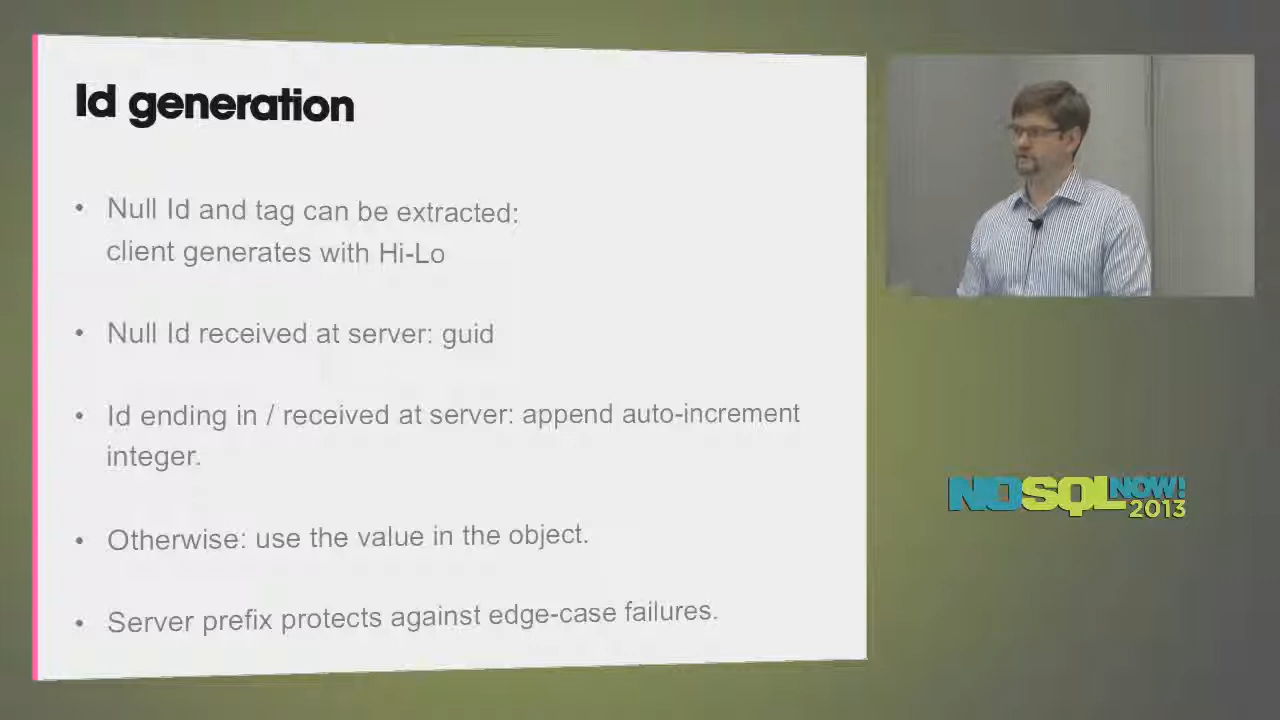 Id generation
• Null Id and tag can be extracted:
client generates with Hi-Lo
• Null Id received at server: guid
• Id ending in / received at server: append auto-increment
integer.
• Otherwise: use the value in the object.
• Server prefix protects against edge-case failures.
NOSQL NOW!
2013